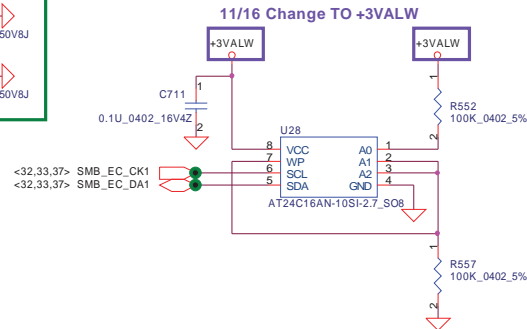 11/16 Change TO +3VALW
50V8J
+3VALW
+3VALW
50V8J
1
C711
0.1U_0402_16V4Z
2
1
R552
100K_0402_5%
2
U28
8 VCC A0 1
7 WP A1 2
6 SCL A2 3
5 SDA GND 4
<32,33,37> SMB_EC_CK1
<32,33,37> SMB_EC_DA1
AT24C16AN-10SI-2.7_SO8
1
R557
100K_0402_5%
2